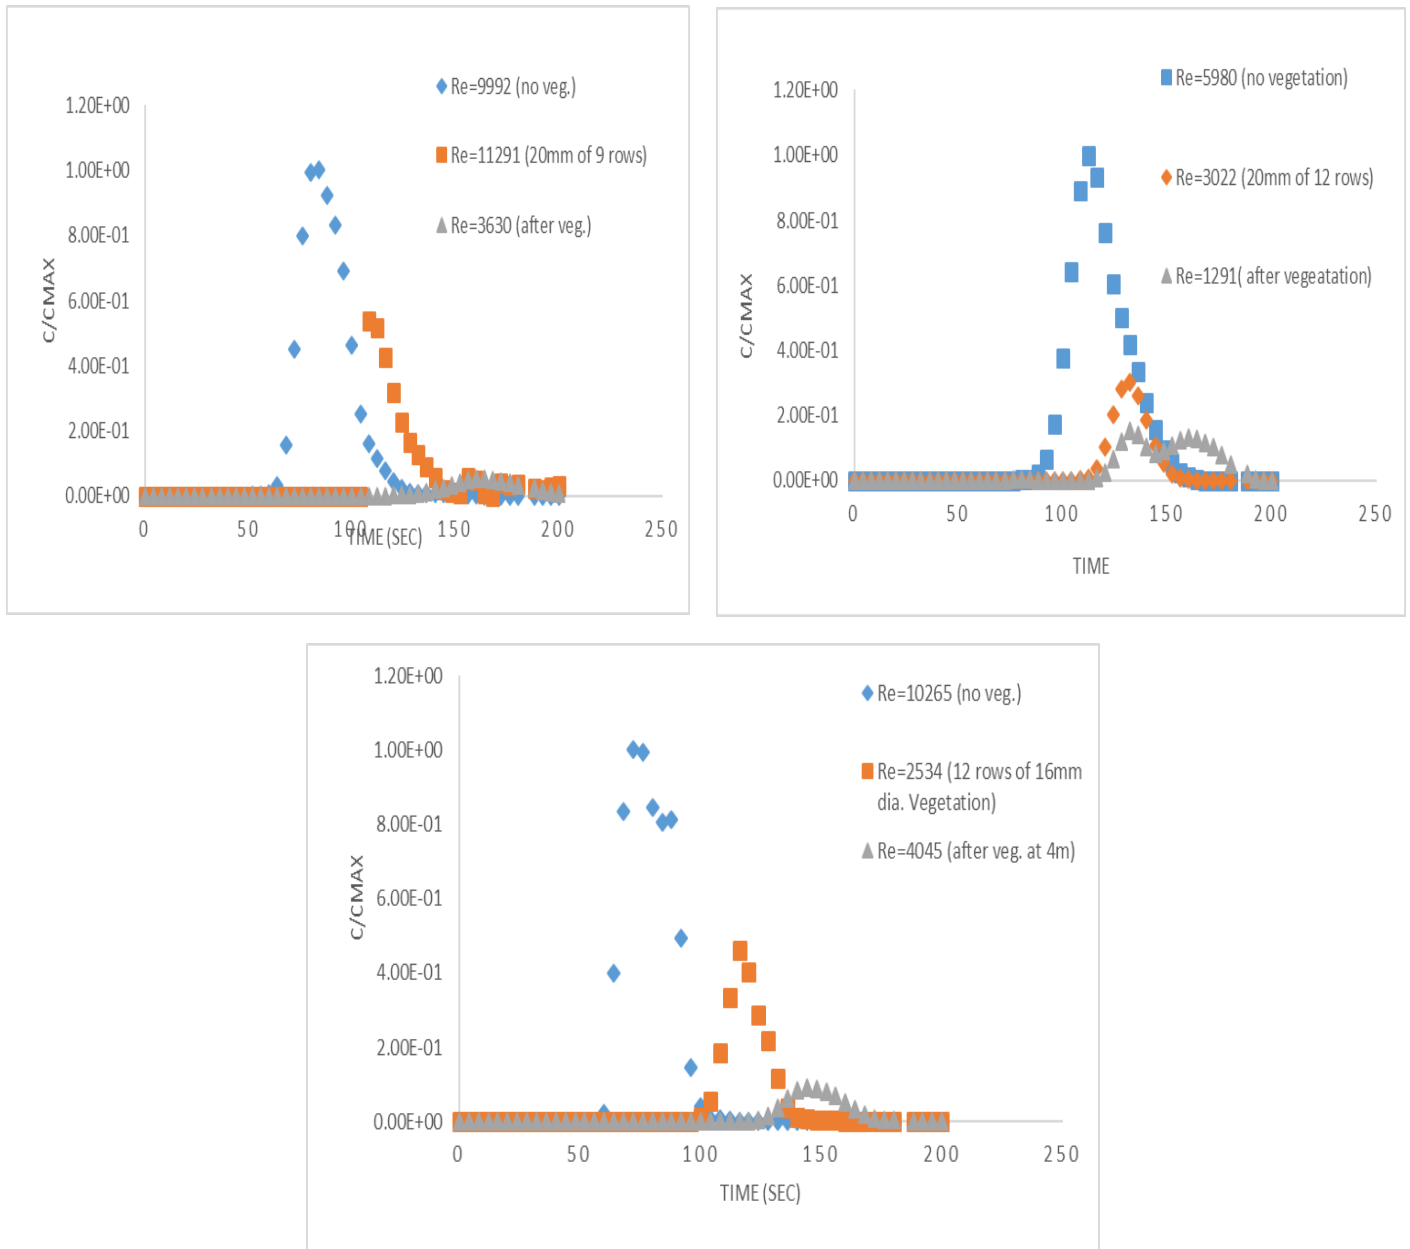 Re=9992 (no veg.)
Re=11291 (20mm of 9 rows)
Re=3630 (after veg.)
1.20E+00
1.00E+00
8.00E-01
6.00E-01
4.00E-01
2.00E-01
0.00E+00
C/CMAX
0 50 100 150 200 250
TIME (SEC)
Re=5980 (no vegetation)
Re=3022 (20mm of 12 rows)
Re=1291( after vegeatation)
1.20E+00
1.00E+00
8.00E-01
6.00E-01
4.00E-01
2.00E-01
0.00E+00
C/CMAX
0 50 100 150 200 250
TIME
Re=10265 (no veg.)
Re=2534 (12 rows of 16mm
dia. Vegetation)
Re=4045 (after veg. at 4m)
1.20E+00
1.00E+00
8.00E-01
6.00E-01
4.00E-01
2.00E-01
0.00E+00
C/CMAX
0 50 100 150 200 250
TIME (SEC)